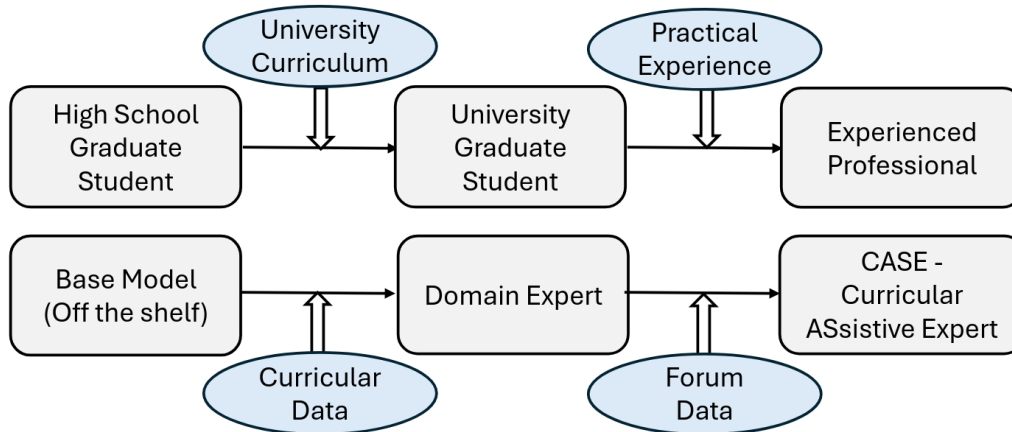 University
Curriculum
Practical
Experience
High School
Graduate
Student
University
Graduate
Student
Experienced
Professional
Base Model
(Off the shelf)
Domain Expert
CASE -
Curricular
ASsistive Expert
Curricular
Data
Forum
Data